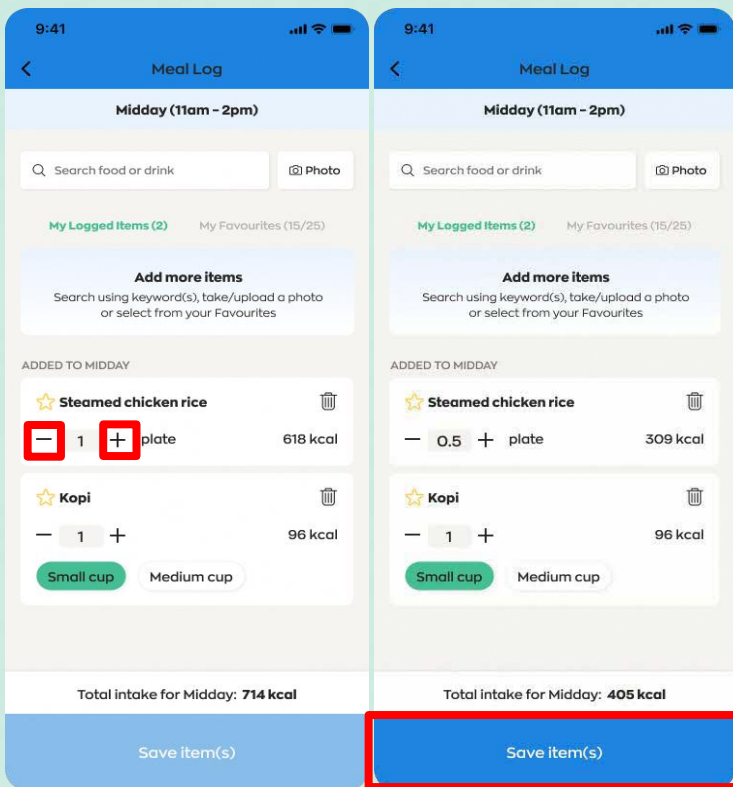 9:41
Meal Log
Midday (11am – 2pm)
Search food or drink
Photo
My Logged Items (2) My Favourites (15/25)
Add more items
Search using keyword(s), take/upload a photo
or select from your Favourites
ADDED TO MIDDAY
Steamed chicken rice
1 plate 618 kcal
Kopi
1 96 kcal
Small cup Medium cup
Total intake for Midday: 714 kcal
Save item(s)
9:41
Meal Log
Midday (11am – 2pm)
Search food or drink
Photo
My Logged Items (2) My Favourites (15/25)
Add more items
Search using keyword(s), take/upload a photo
or select from your Favourites
ADDED TO MIDDAY
Steamed chicken rice
0.5 plate 309 kcal
Kopi
1 96 kcal
Small cup Medium cup
Total intake for Midday: 405 kcal
Save item(s)